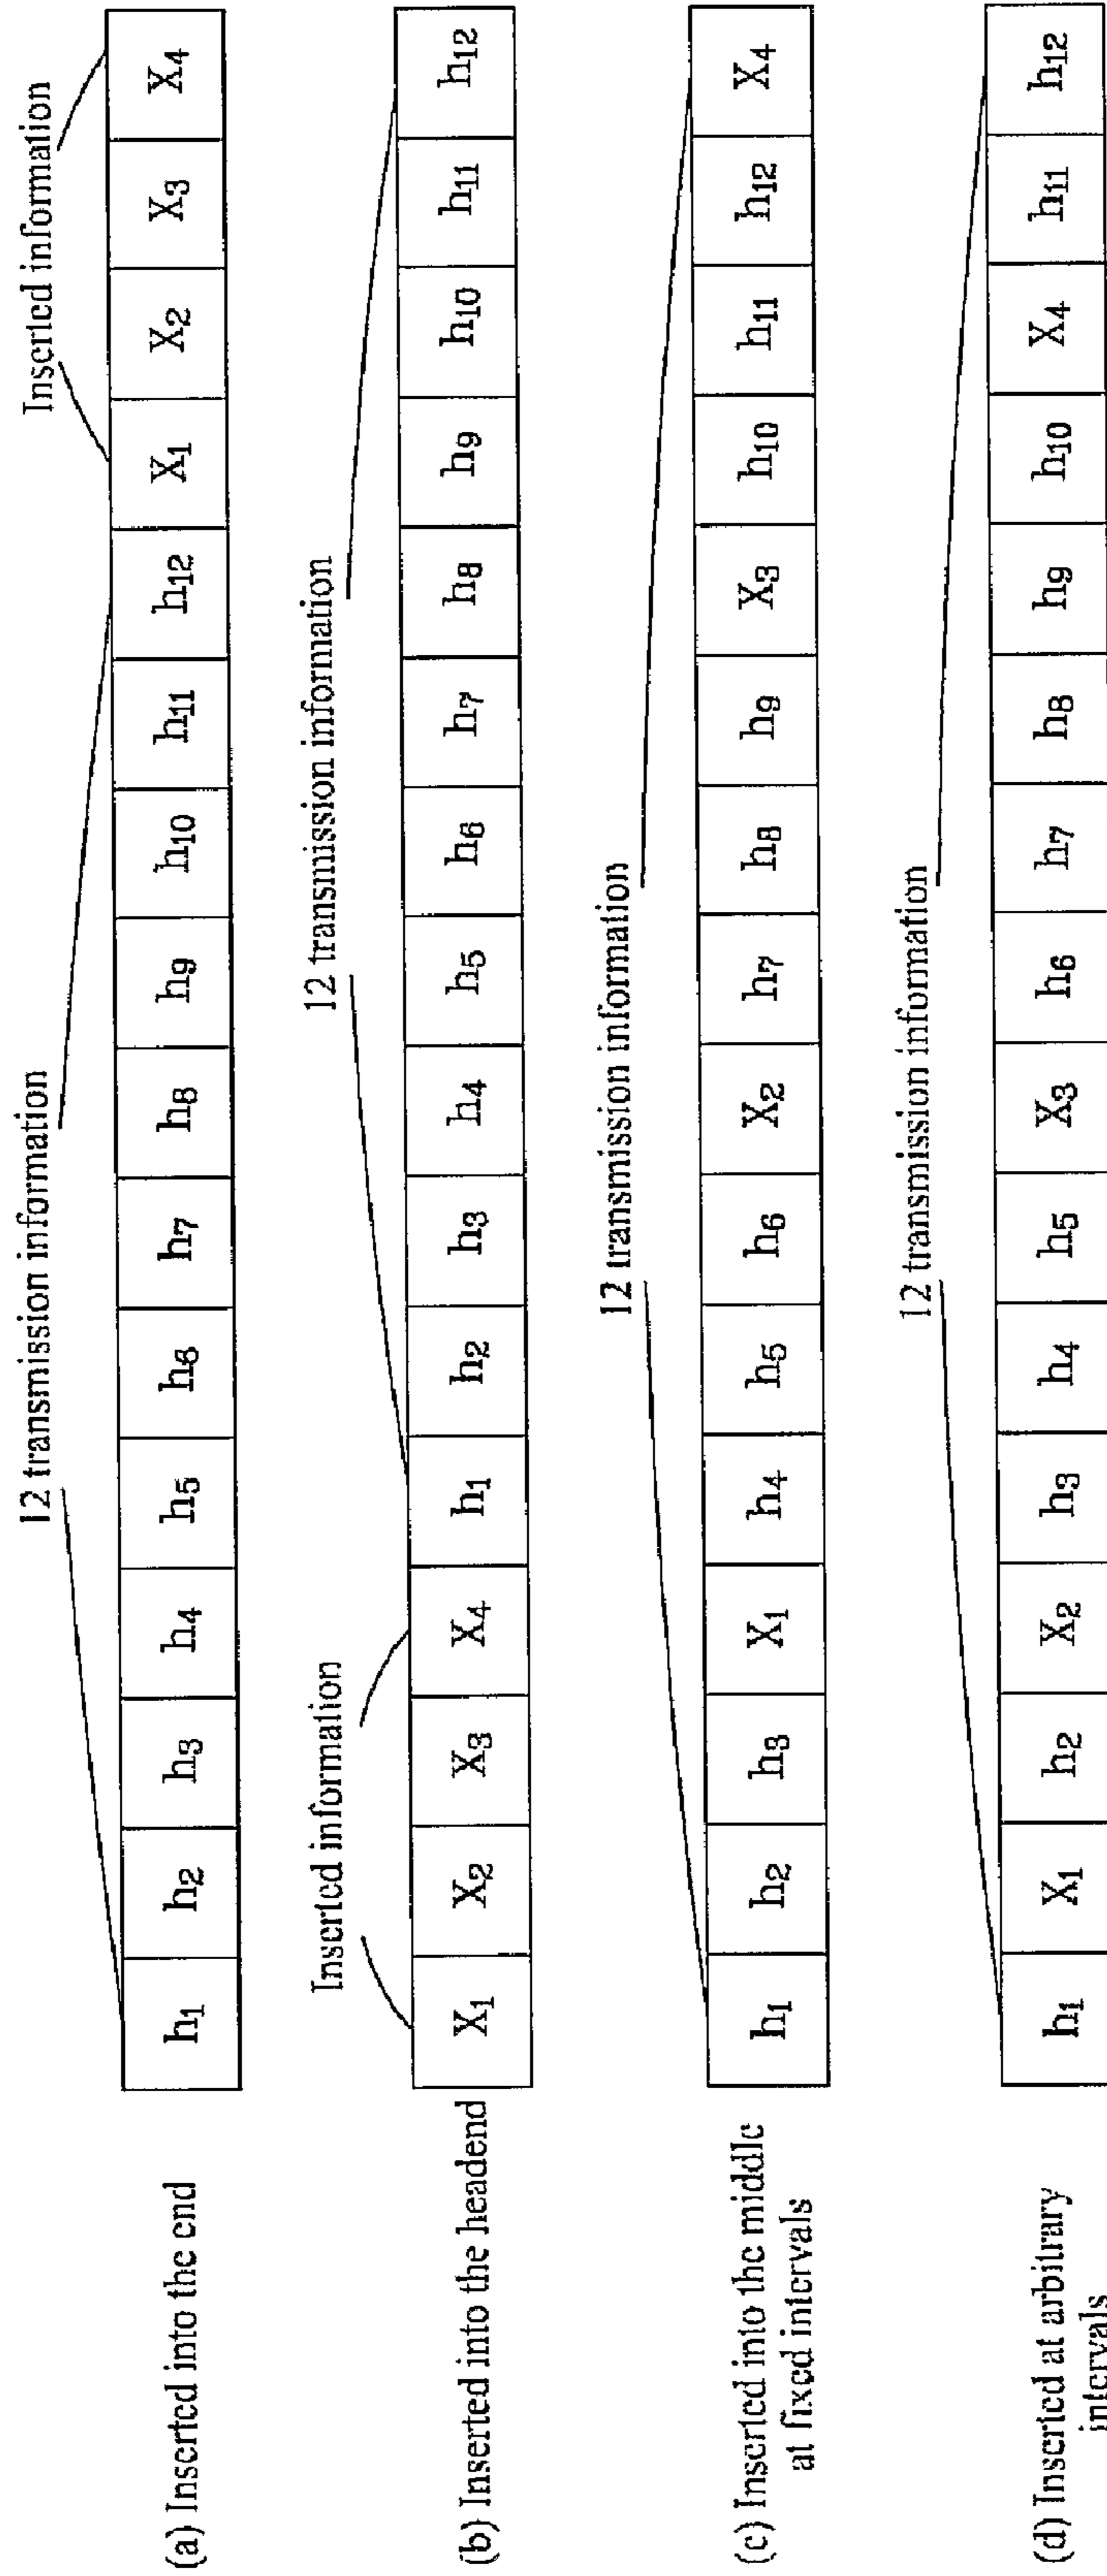 12 transmission information Inserted information
(a) Inserted into the end h1 h2 h3 h4 h5 h6 h7 h8 h9 h10 h11 h12 X1 X2 X3 X4
Inserted information 12 transmission information
(b) Inserted into the headend X1 X2 X3 X4 h1 h2 h3 h4 h5 h6 h7 h8 h9 h10 h11 h12
12 transmission information
(c) Inserted into the middle
at fixed intervals
h1 h2 h3 X1 h4 h5 h6 X2 h7 h8 h9 X3 h10 h11 h12 X4
12 transmission information
(d) Inserted at arbitrary
intervals
h1 X1 h2 X2 h3 h4 h5 X3 h6 h7 h8 h9 h10 X4 h11 h12